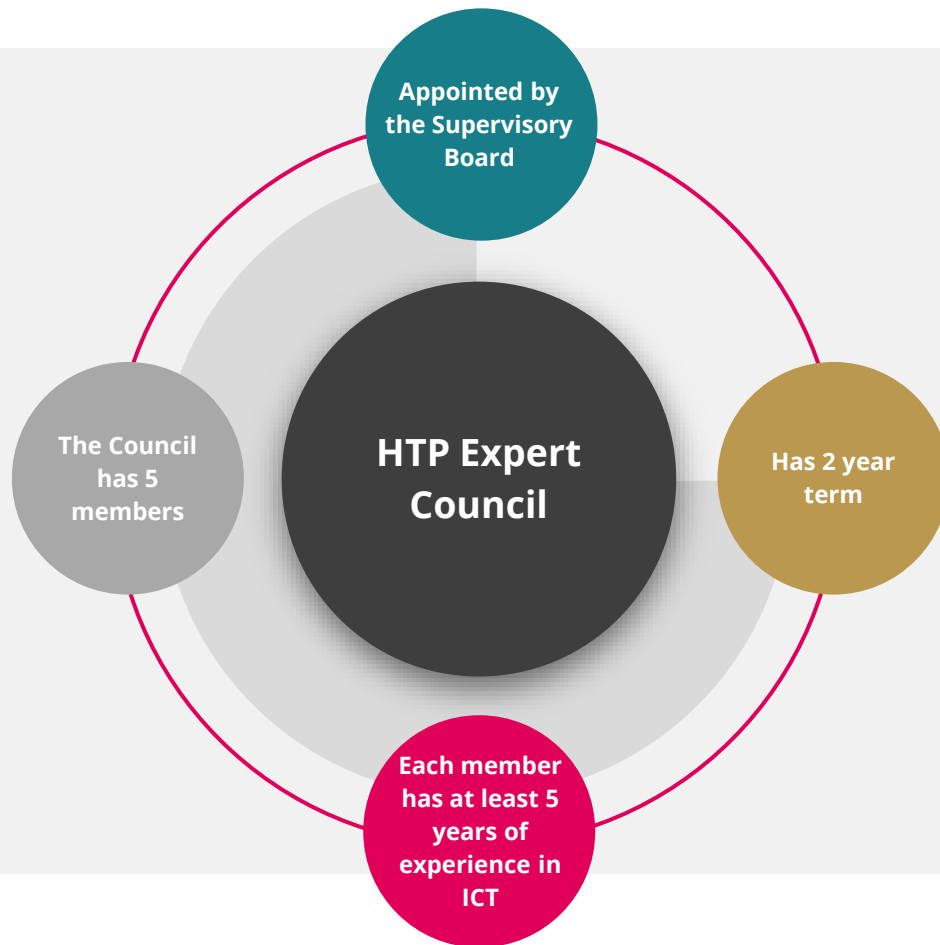 Appointed by
the Supervisory
Board
The Council
has 5
members
HTP Expert
Council
Has 2 year
term
Each member
has at least 5
years of
experience in
ICT